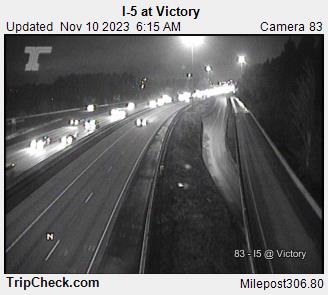 I-5 at Victory
Updated Nov 10 2023 6:15 AM Camera 83
N
83 - I5 @ Victory
TripCheck.com Milepost306.80